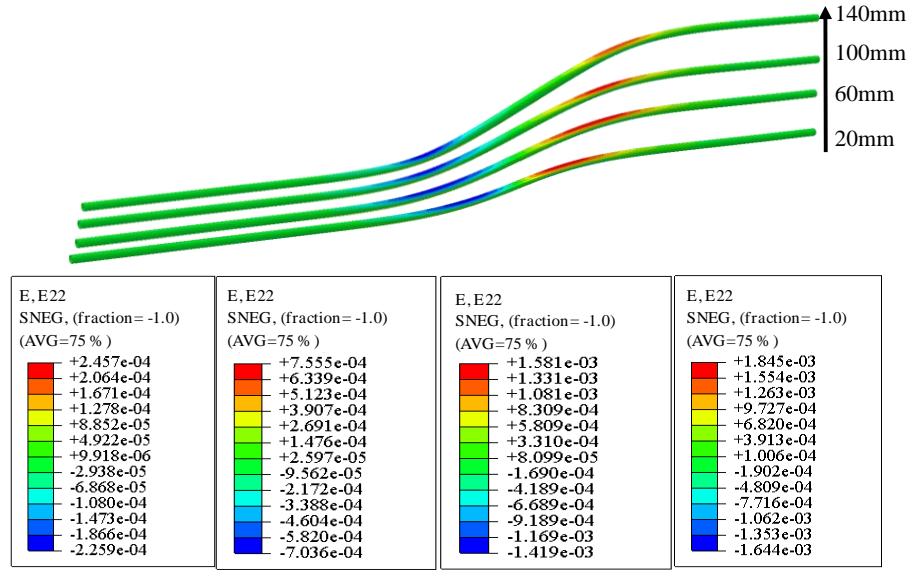 140mm
100mm
60mm
20mm
E, E22
SNEG, (fraction = -1.0)
(AVG=75%)
+2.457e-04
+2.064e-04
+1.671e-04
+1.278e-04
+8.852e-05
+4.922e-05
+9.918e-06
-2.938e-05
-6.868e-05
-1.080e-04
-1.473e-04
-1.866e-04
-2.259e-04
E, E22
SNEG, (fraction = -1.0)
(AVG=75%)
+7.555e-04
+6.339e-04
+5.123e-04
+3.907e-04
+2.691e-04
+1.476e-04
+2.597e-05
-9.562e-05
-2.172e-04
-3.388e-04
-4.604e-04
-5.820e-04
-7.036e-04
E, E22
SNEG, (fraction = -1.0)
(AVG=75%)
+1.581e-03
+1.331e-03
+1.081e-03
+8.309e-04
+5.809e-04
+3.310e-04
+8.099e-05
-1.690e-04
-4.189e-04
-6.689e-04
-9.189e-04
-1.169e-03
-1.419e-03
E, E22
SNEG, (fraction = -1.0)
(AVG=75%)
+1.845e-03
+1.554e-03
+1.263e-03
+9.727e-04
+6.820e-04
+3.913e-04
+1.006e-04
-1.902e-04
-4.809e-04
-7.716e-04
-1.062e-03
-1.353e-03
-1.644e-03